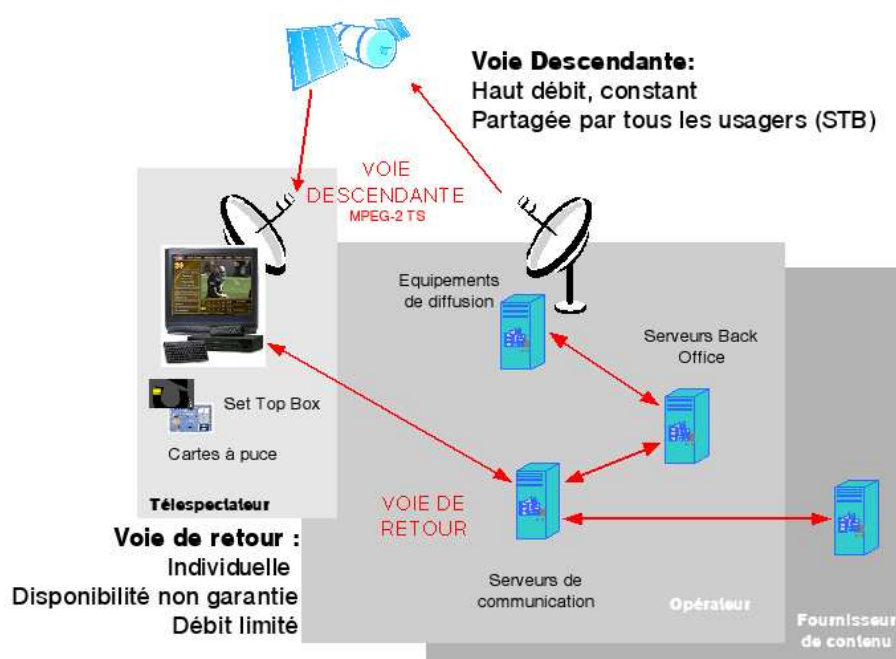 Voie Descendante:
Haut débit, constant
Partagée par tous les usagers (STB)
VOIE
DESCENDANTE
MPEG-2 TS
Equipements
de diffusion
Serveurs Back
Office
Set Top Box
Cartes à puce
Télespectateur
VOIE DE
RETOUR
Voie de retour :
Individuelle
Disponibilité non garantie
Débit limité
Serveurs de
communication
Opérateur
Fournisseur
de contenu